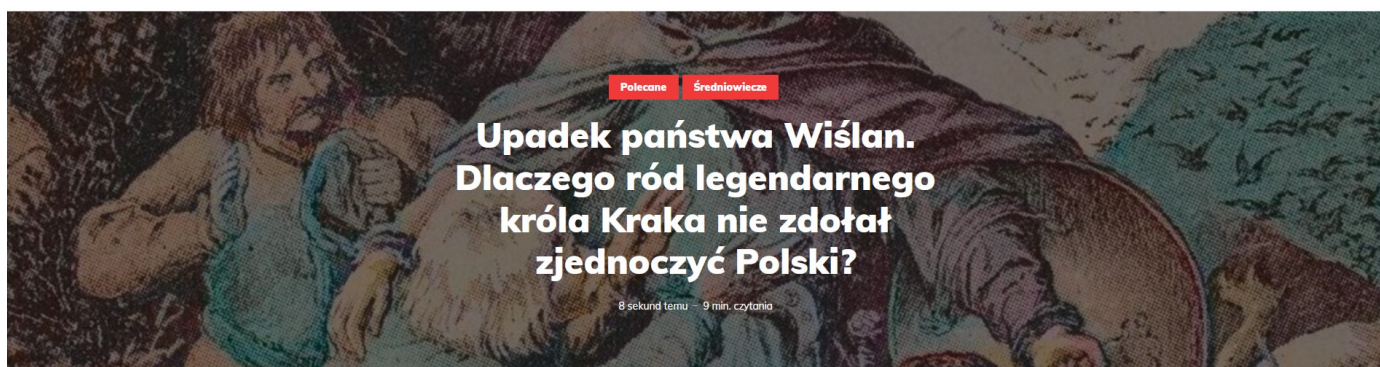 Polecane Średniowiecze
Upadek państwa Wiślan.
Dlaczego ród legendarnego
króla Kraka nie zdołał
zjednoczyć Polski?
8 sekund temu — 9 min. czytania